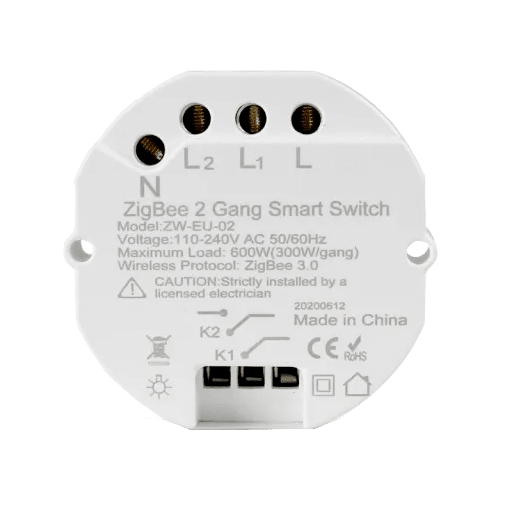 L2 L1 L
N
ZigBee 2 Gang Smart Switch
Model:ZW-EU-02
Voltage:110-240V AC 50/60Hz
Maximum Load: 600W(300W/gang)
Wireless Protocol: ZigBee 3.0
CAUTION:Strictly installed by a
licensed electrician
20200612
Made in China
K2
K1
CE
RoHS